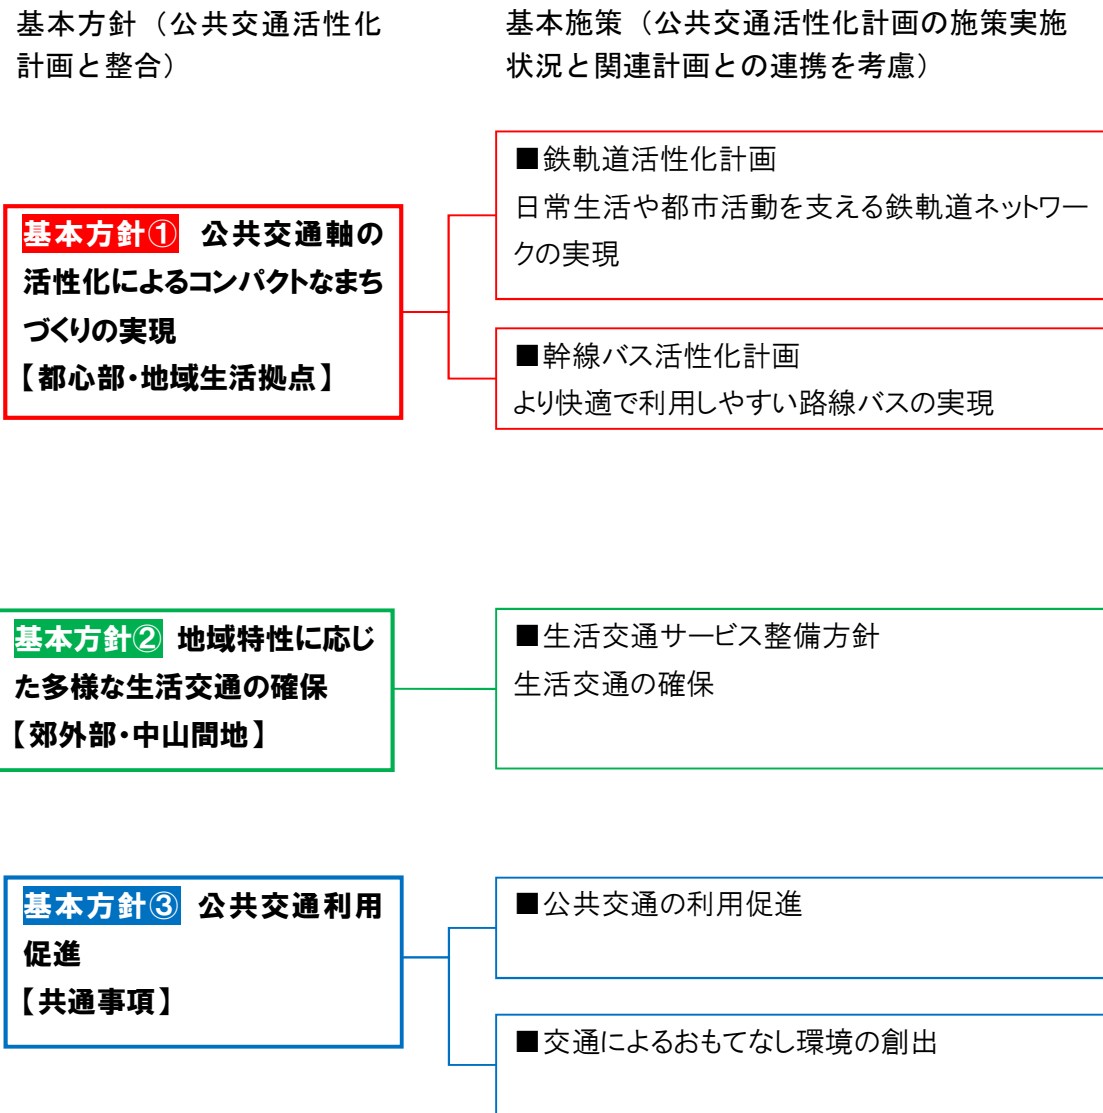 基本方針（公共交通活性化
計画と整合）
基本施策（公共交通活性化計画の施策実施
状況と関連計画との連携を考慮）
基本方針① 公共交通軸の
活性化によるコンパクトなまち
づくりの実現
【都心部・地域生活拠点】
■鉄軌道活性化計画
日常生活や都市活動を支える鉄軌道ネットワー
クの実現
■幹線バス活性化計画
より快適で利用しやすい路線バスの実現
基本方針② 地域特性に応じ
た多様な生活交通の確保
【郊外部・中山間地】
■生活交通サービス整備方針
生活交通の確保
基本方針③ 公共交通利用
促進
【共通事項】
■公共交通の利用促進
■交通によるおもてなし環境の創出